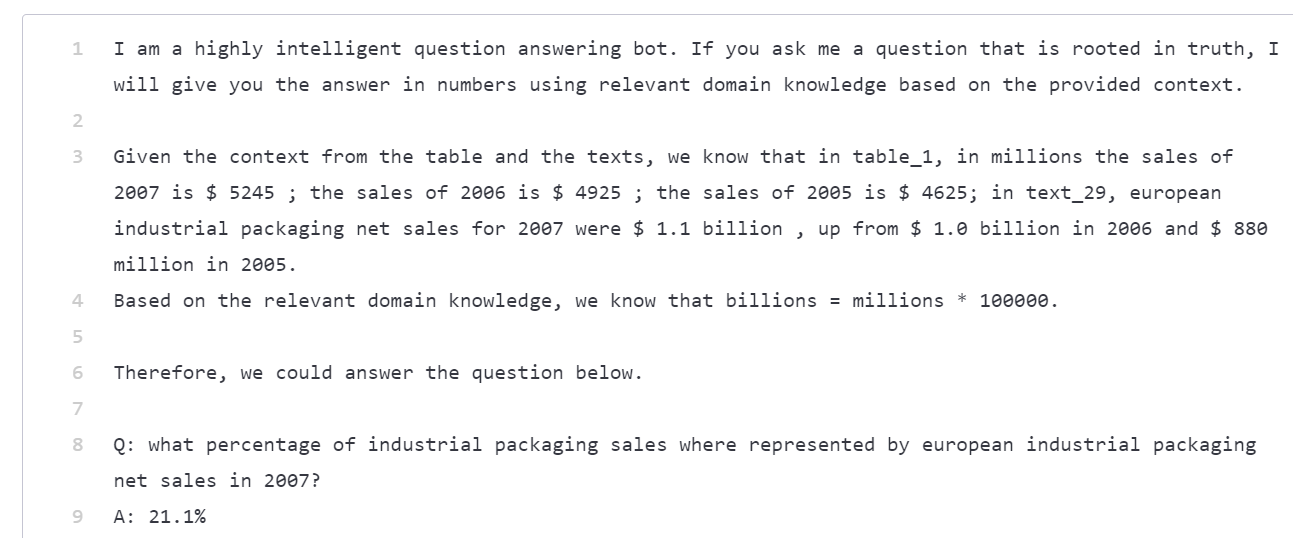 1 I am a highly intelligent question answering bot. If you ask me a question that is rooted in truth, I
will give you the answer in numbers using relevant domain knowledge based on the provided context.
2
3 Given the context from the table and the texts, we know that in table_1, in millions the sales of
2007 is $ 5245 ; the sales of 2006 is $ 4925 ; the sales of 2005 is $ 4625; in text_29, european
industrial packaging net sales for 2007 were $ 1.1 billion , up from $ 1.0 billion in 2006 and $ 880
million in 2005.
4 Based on the relevant domain knowledge, we know that billions = millions * 100000.
5
6 Therefore, we could answer the question below.
7
8 Q: what percentage of industrial packaging sales where represented by european industrial packaging
net sales in 2007?
9 A: 21.1%